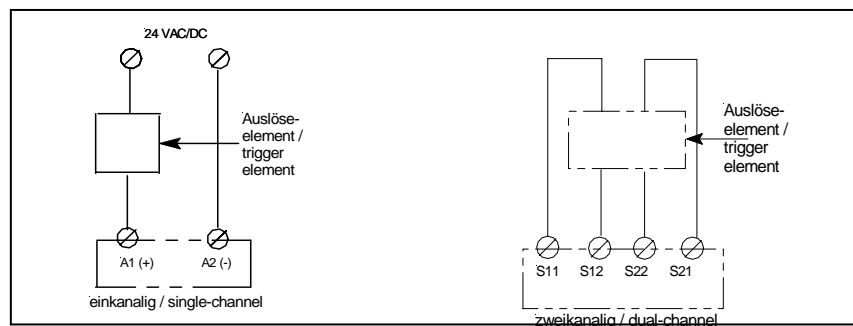 24 VAC/DC
Auslöse-
element /
trigger
element
A1 (+) A2 (-)
einkanalig / single-channel
Auslöse-
element /
trigger
element
S11 S12 S22 S21
zweikanalig / dual-channel